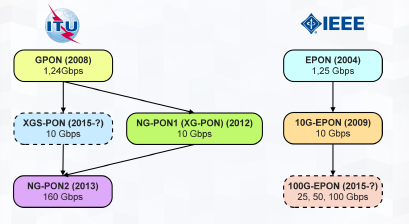 ITU
IEEE
GPON (2008)
1,24Gbps
EPON (2004)
1,25 Gbps
XGS-PON (2015-?)
10 Gbps
NG-PON1 (XG-PON) (2012)
10 Gbps
10G-EPON (2009)
10 Gbps
NG-PON2 (2013)
160 Gbps
100G-EPON (2015-?)
25, 50, 100 Gbps